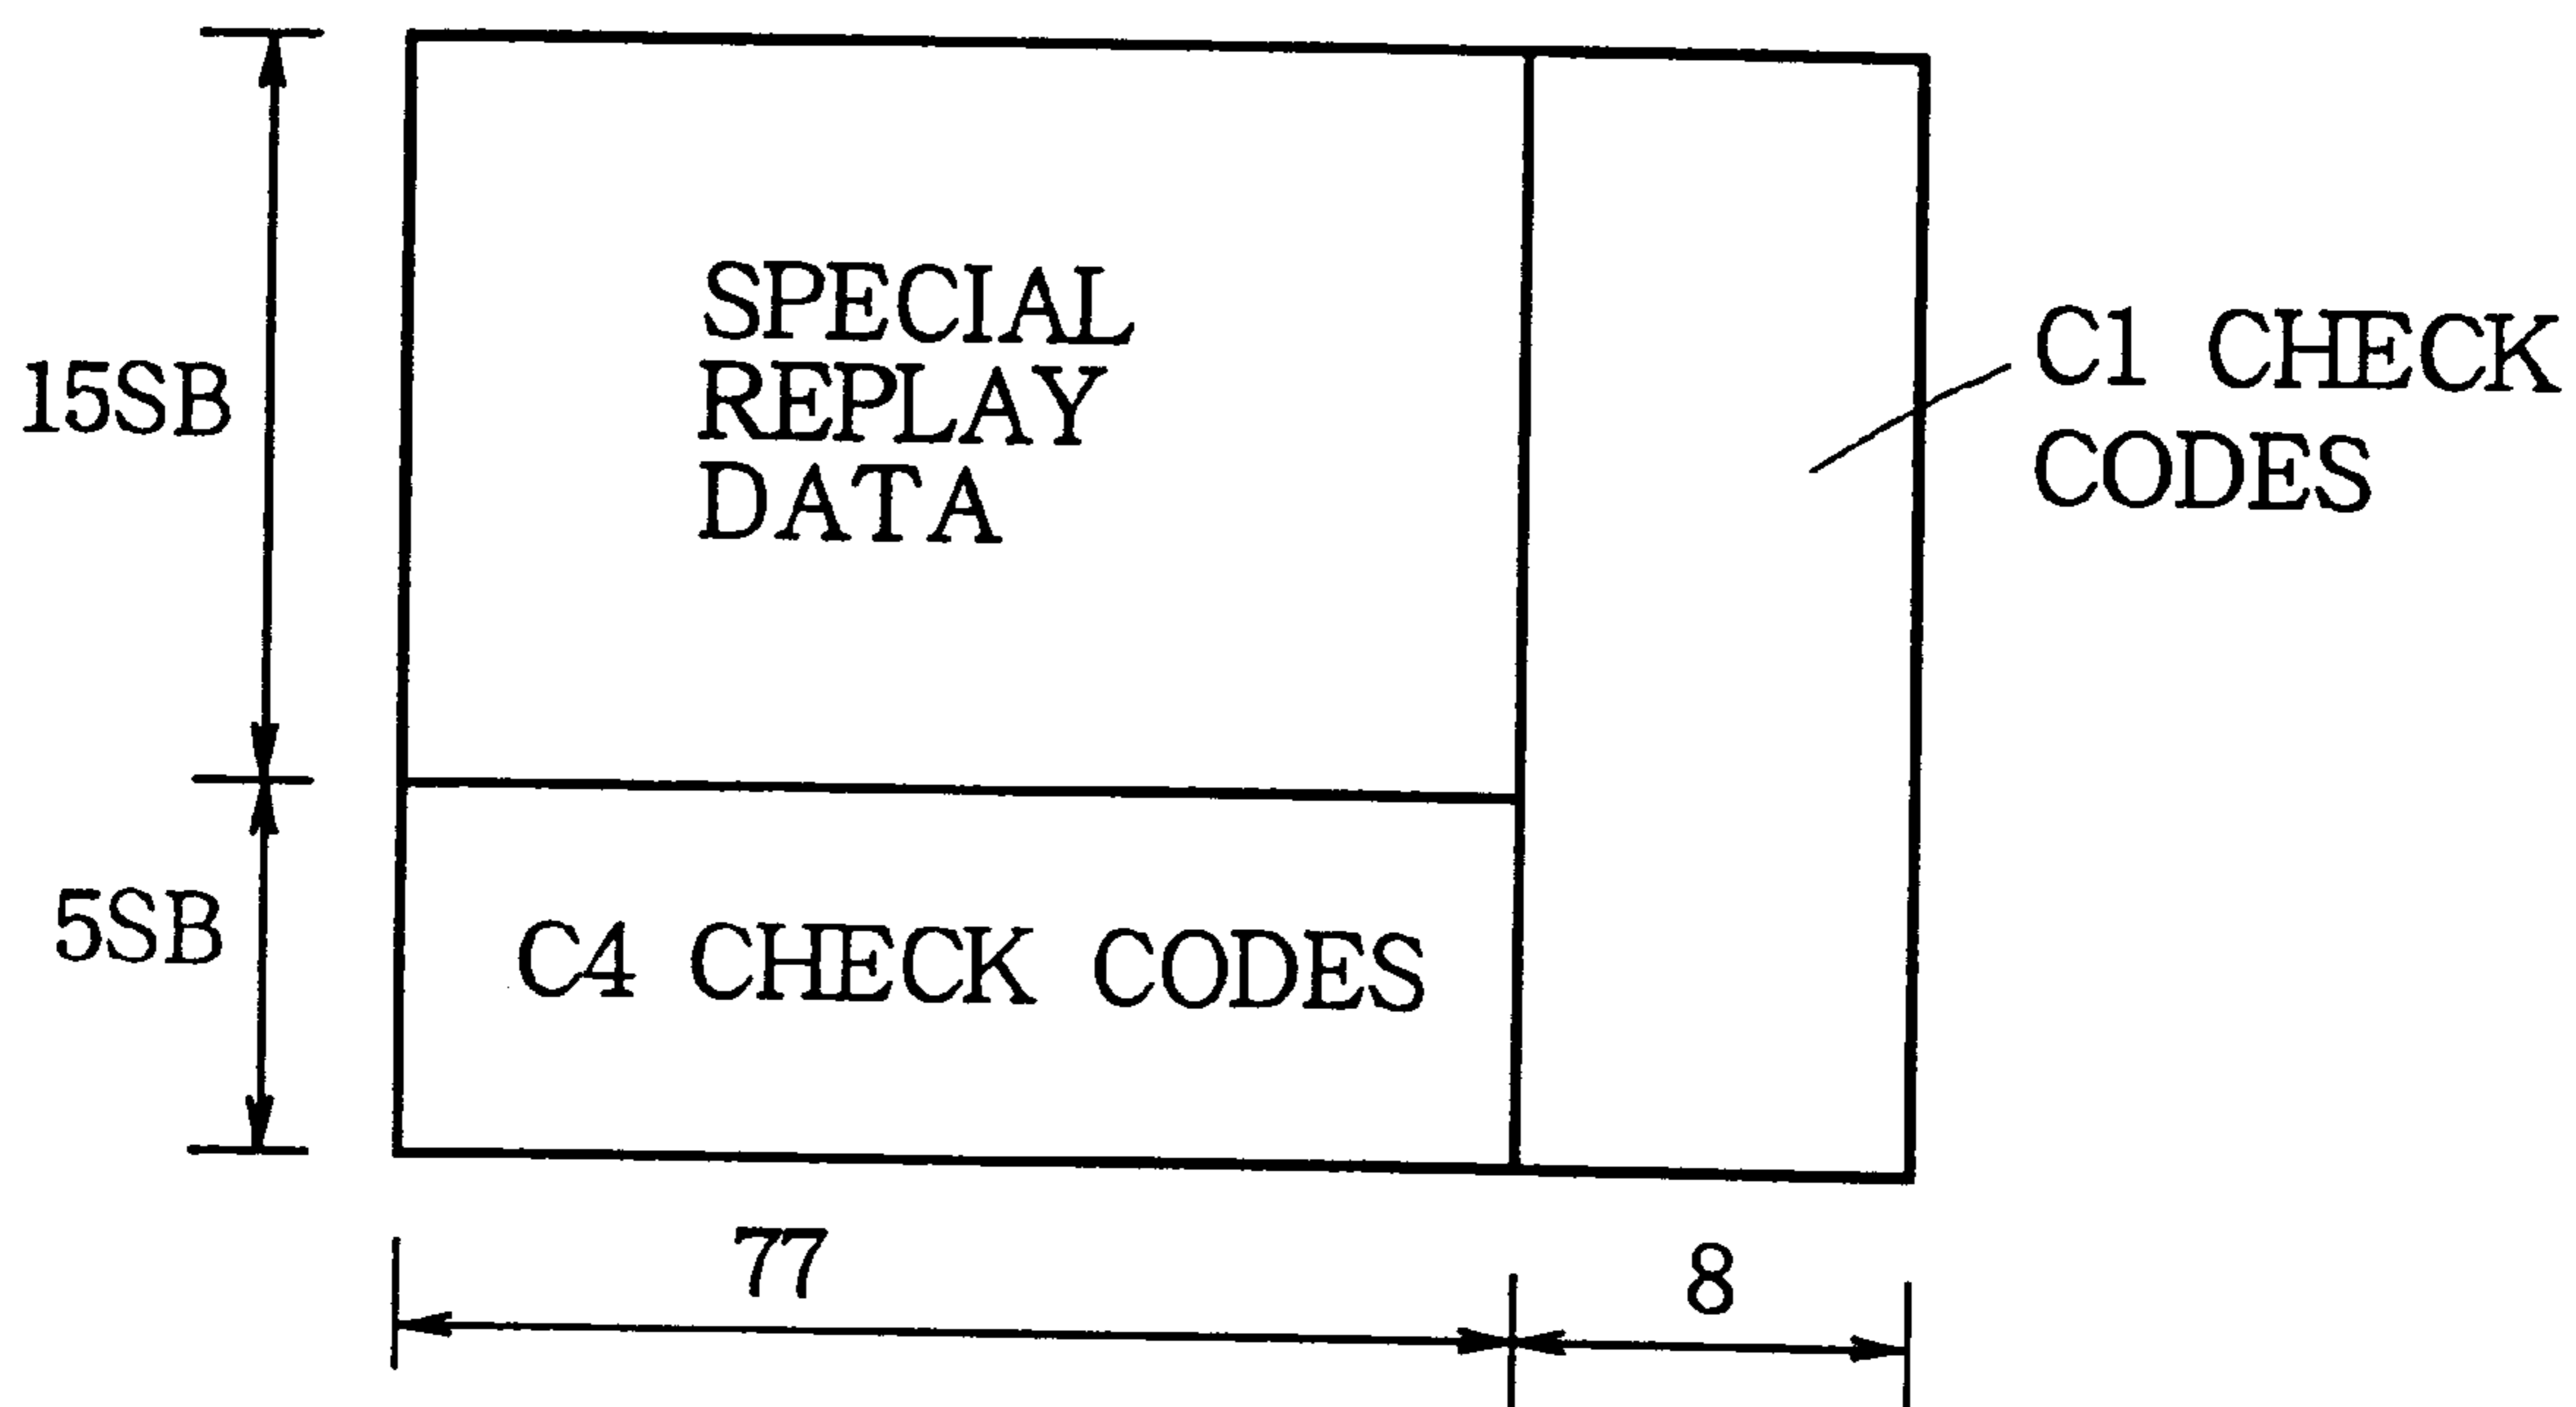 SPECIAL
REPLAY
DATA
15SB
C1 CHECK
CODES
5SB
C4 CHECK CODES
77
8